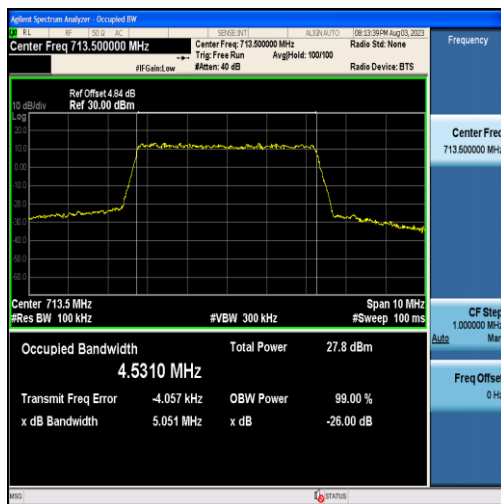 Agilent Spectrum Analyzer - Occupied BW
RL RF 50 Ω AC SENSE:INT ALIGN AUTO 08:13:39 PM Aug 03, 2023
Center Freq 713.500000 MHz
Center Freq: 713.500000 MHz Radio Std: None
Trig: Free Run Avg|Hold: 100/100
#IFGain:Low #Atten: 40 dB Radio Device: BTS
Ref Offset 4.84 dB
10 dB/div Ref 30.00 dBm
Log
20.0
10.0
0.00
-10.0
-20.0
-30.0
-40.0
-50.0
-60.0
Center 713.5 MHz Span 10 MHz
#Res BW 100 kHz #VBW 300 kHz #Sweep 100 ms
Occupied Bandwidth Total Power 27.8 dBm
4.5310 MHz
Transmit Freq Error -4.057 kHz OBW Power 99.00 %
x dB Bandwidth 5.051 MHz x dB -26.00 dB
MSG STATUS
Frequency
Center Freq
713.500000 MHz
CF Step
1.000000 MHz
Auto Man
Freq Offset
0 Hz